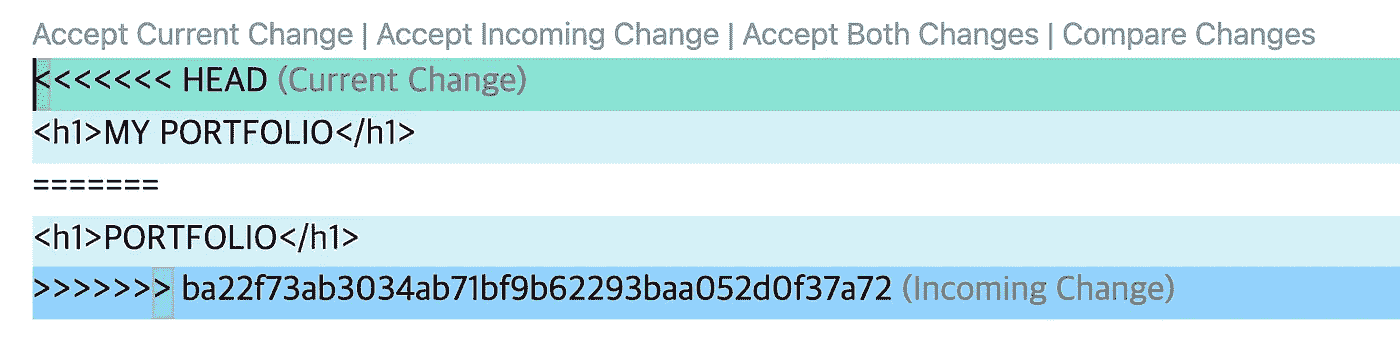 Accept Current Change | Accept Incoming Change | Accept Both Changes | Compare Changes
<<<<<<< HEAD (Current Change)
<h1>MY PORTFOLIO</h1>
=======
<h1>PORTFOLIO</h1>
>>>>>>> ba22f73ab3034ab71bf9b62293baa052d0f37a72 (Incoming Change)